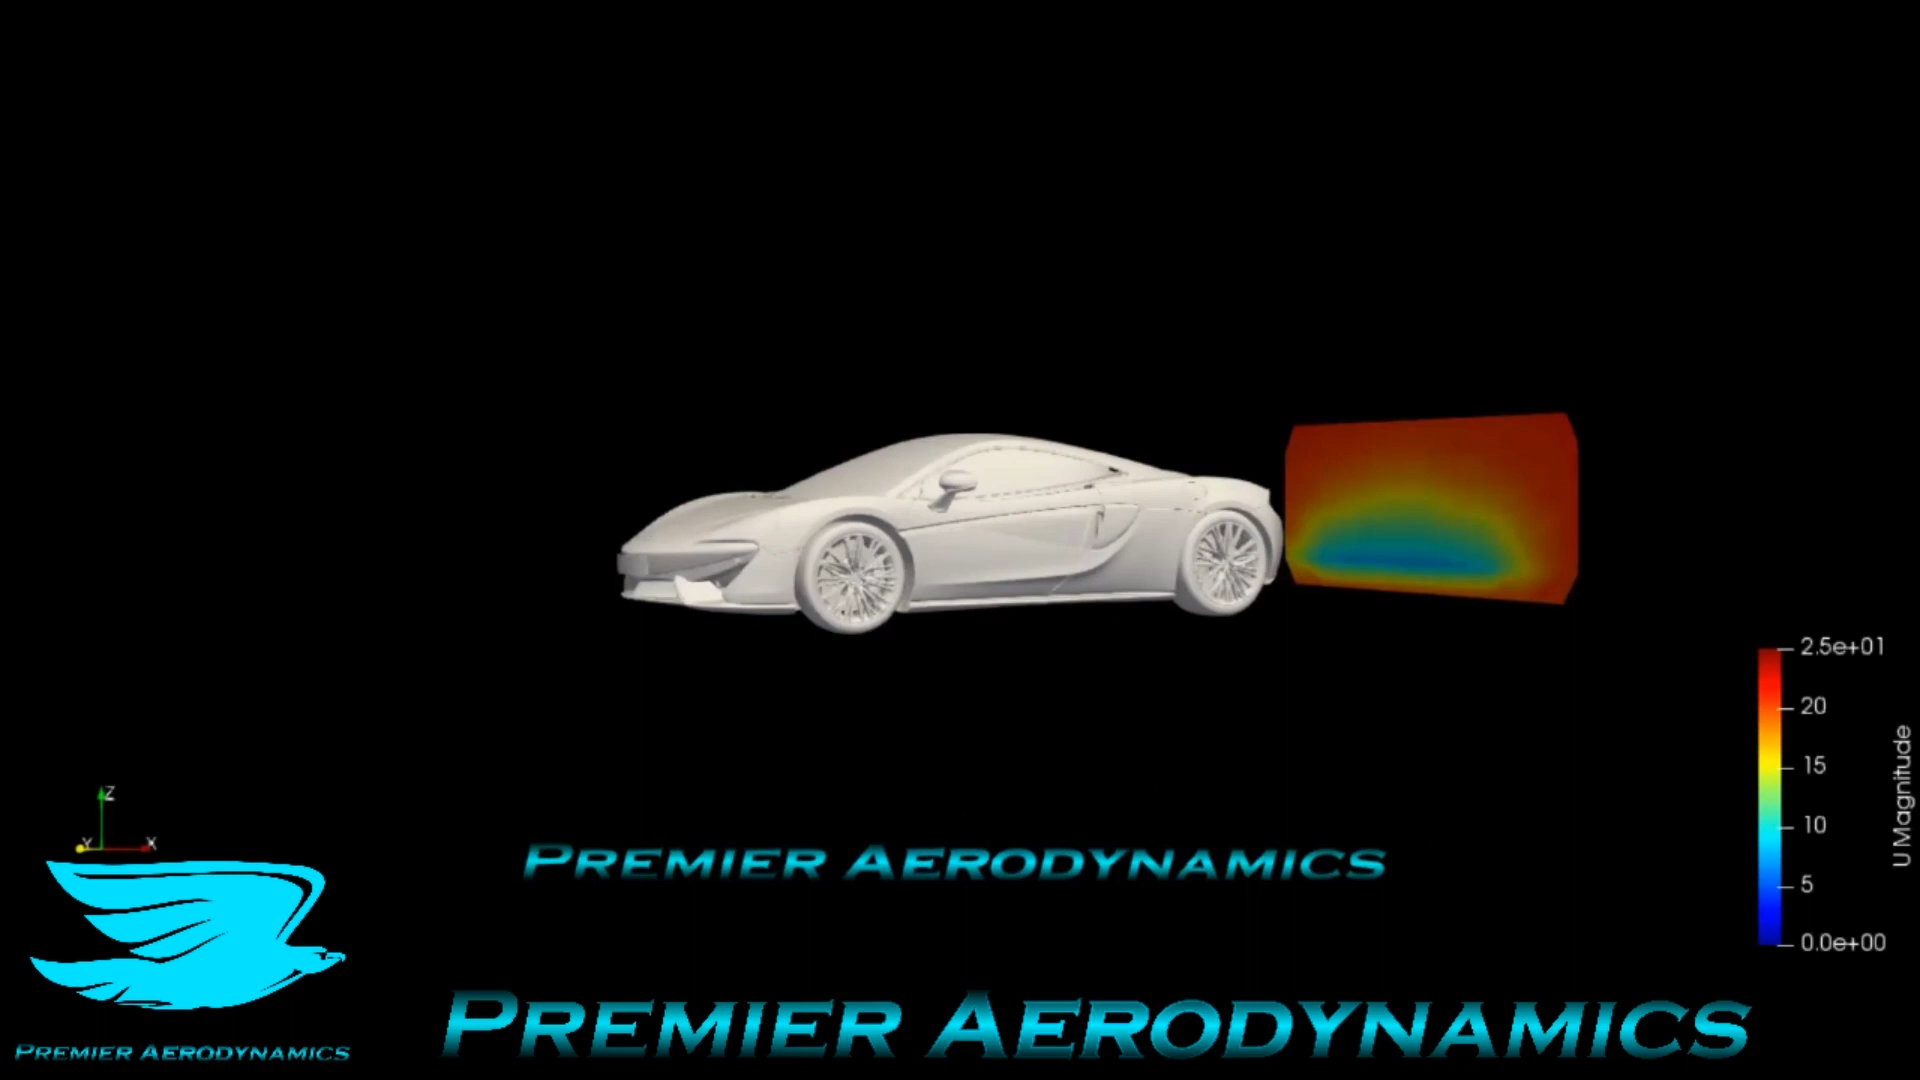 2.5e+01
20
15
10
5
0.0e+00
U Magnitude
Z
Y
X
PREMIER AERODYNAMICS
PREMIER AERODYNAMICS
PREMIER AERODYNAMICS